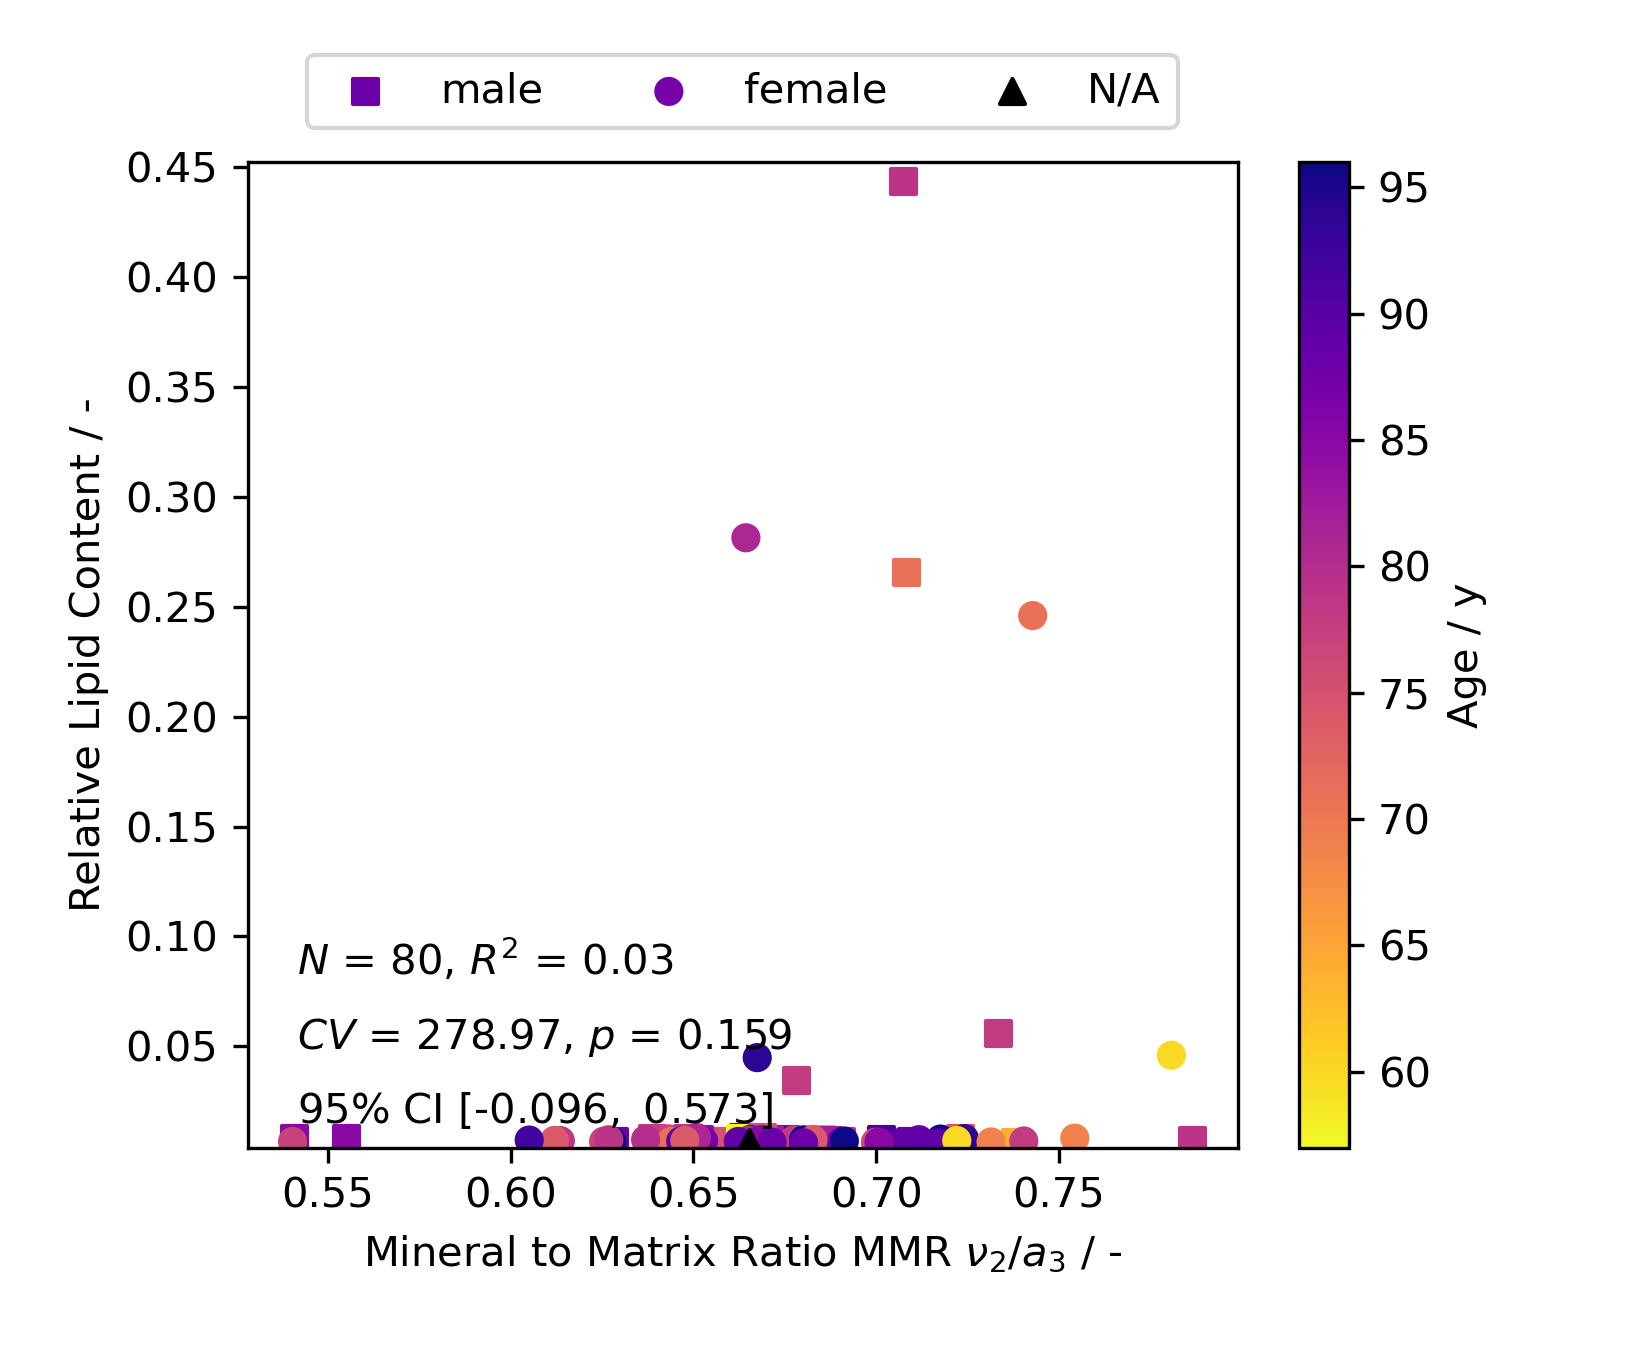 male female N/A
0.45
0.40
0.35
0.30
0.25
0.20
0.15
0.10
0.05
Relative Lipid Content / -
N = 80, R² = 0.03
CV = 278.97, p = 0.159
95% CI [-0.096, 0.573]
0.55 0.60 0.65 0.70 0.75
Mineral to Matrix Ratio MMR ν₂/a₃ / -
95
90
85
80
75
70
65
60
Age / y